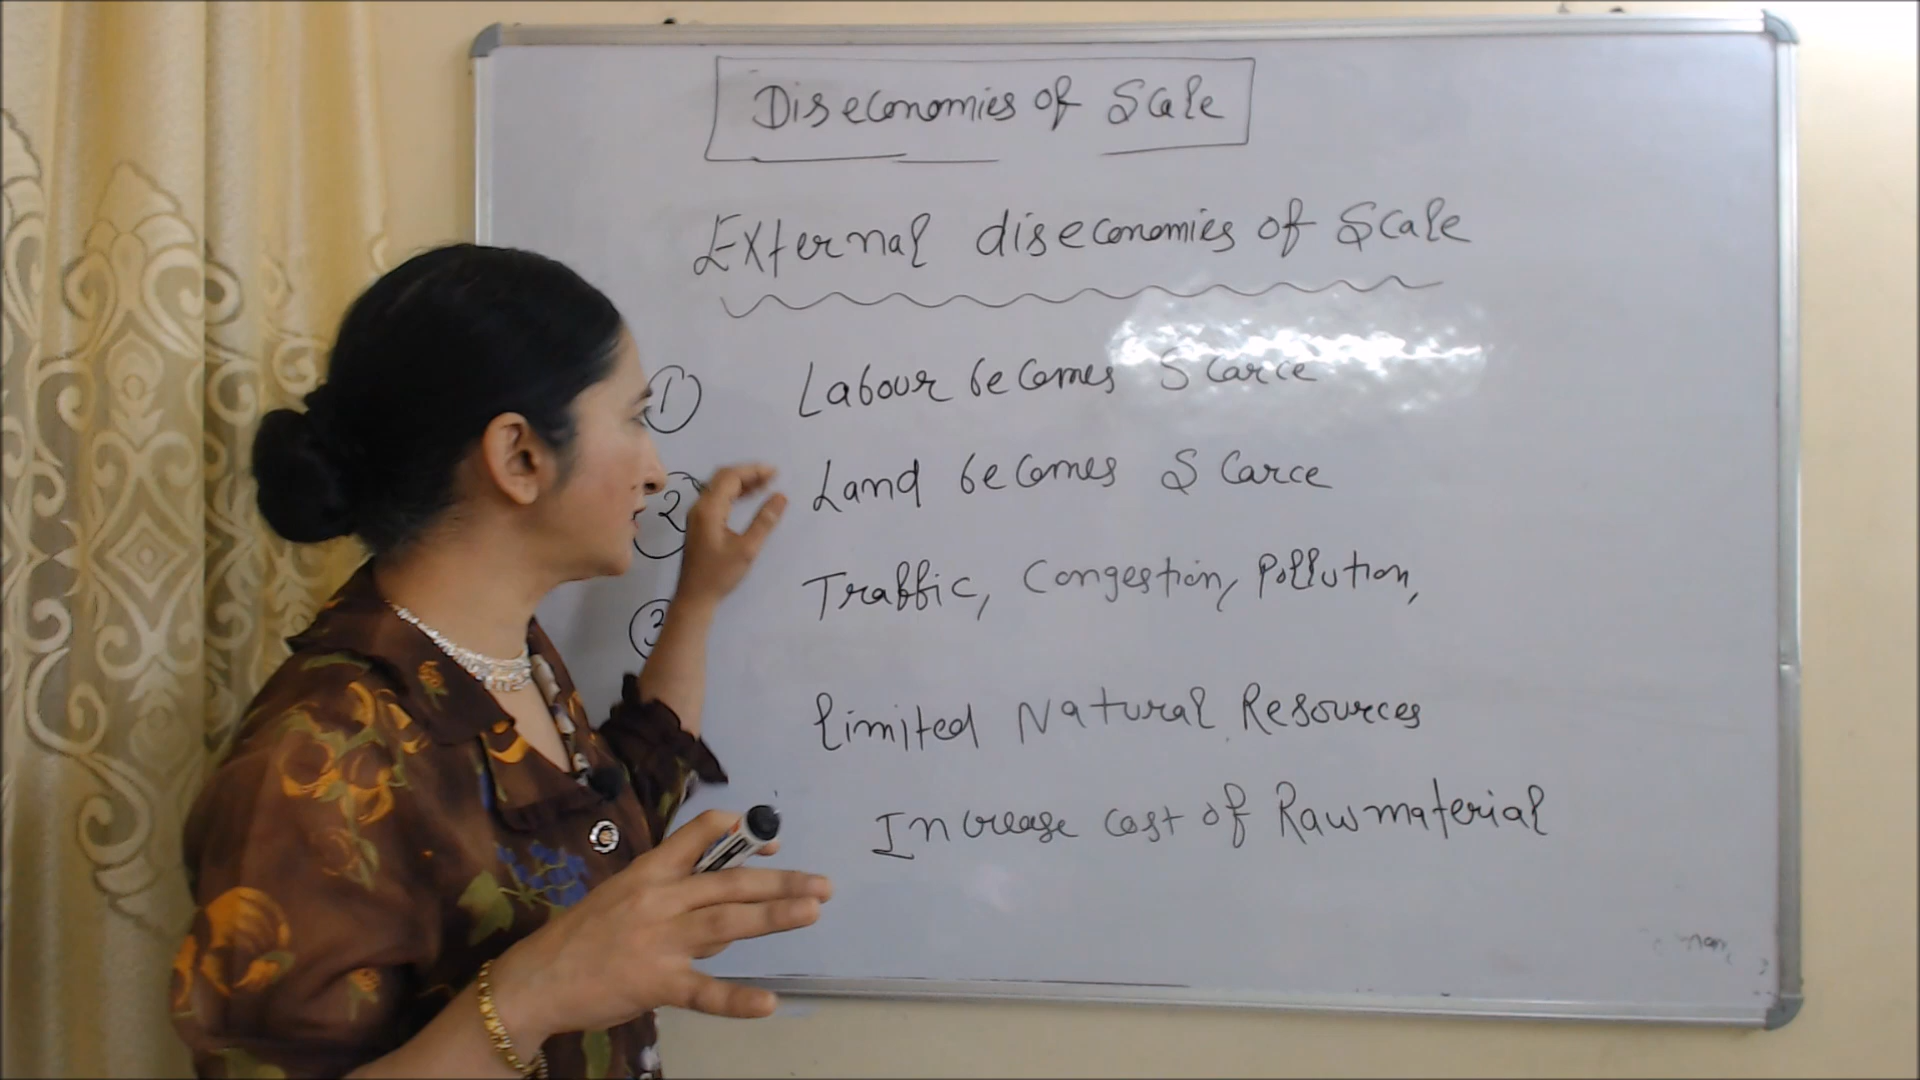 Diseconomies of Scale
External diseconomies of Scale
1 Labour becomes Scarce
2 Land becomes Scarce
3 Traffic, Congestion, Pollution,
limited Natural Resources
Increase cost of Raw material